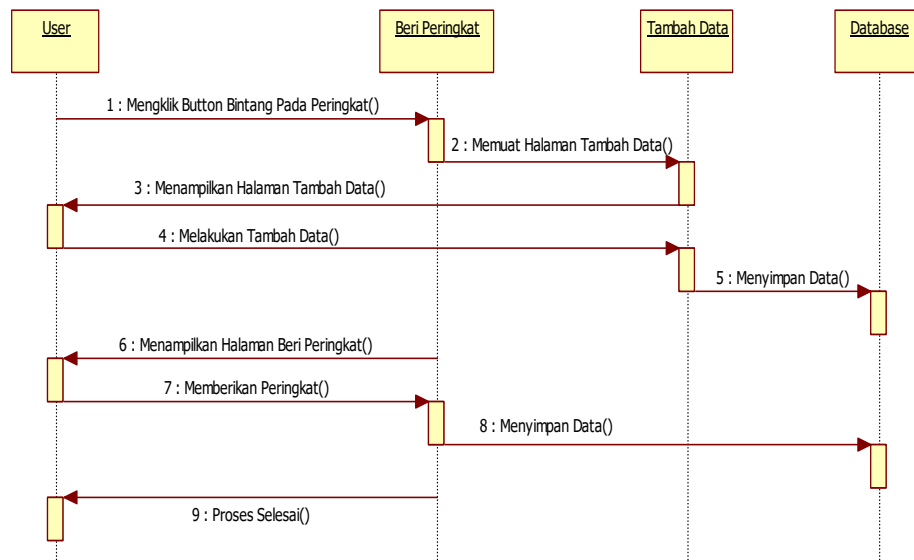 User
Beri Peringkat
Tambah Data
Database
1 : Mengklik Button Bintang Pada Peringkat()
2 : Memuat Halaman Tambah Data()
3 : Menampilkan Halaman Tambah Data()
4 : Melakukan Tambah Data()
5 : Menyimpan Data()
6 : Menampilkan Halaman Beri Peringkat()
7 : Memberikan Peringkat()
8 : Menyimpan Data()
9 : Proses Selesai()